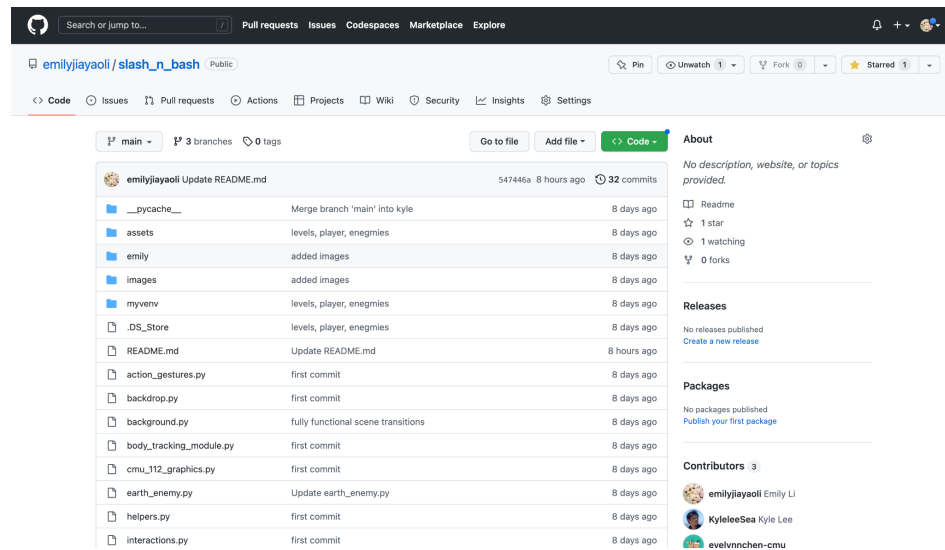 Search or jump to... / Pull requests Issues Codespaces Marketplace Explore
emilyjiayaoli / slash_n_bash Public Pin Unwatch 1 Fork 0 Starred 1
<> Code Issues Pull requests Actions Projects Wiki Security Insights Settings
main 3 branches 0 tags Go to file Add file <> Code
emilyjiayaoli Update README.md 547446a 8 hours ago 32 commits
__pycache__ Merge branch 'main' into kyle 8 days ago
assets levels, player, enegmies 8 days ago
emily added images 8 days ago
images added images 8 days ago
myvenv levels, player, enegmies 8 days ago
.DS_Store levels, player, enegmies 8 days ago
README.md Update README.md 8 hours ago
action_gestures.py first commit 8 days ago
backdrop.py first commit 8 days ago
background.py fully functional scene transitions 8 days ago
body_tracking_module.py first commit 8 days ago
cmu_112_graphics.py first commit 8 days ago
earth_enemy.py Update earth_enemy.py 8 days ago
helpers.py first commit 8 days ago
interactions.py first commit 8 days ago
About
No description, website, or topics
provided.
Readme
1 star
1 watching
0 forks
Releases
No releases published
Create a new release
Packages
No packages published
Publish your first package
Contributors 3
emilyjiayaoli Emily Li
KyleleeSea Kyle Lee
evelynnchen-cmu